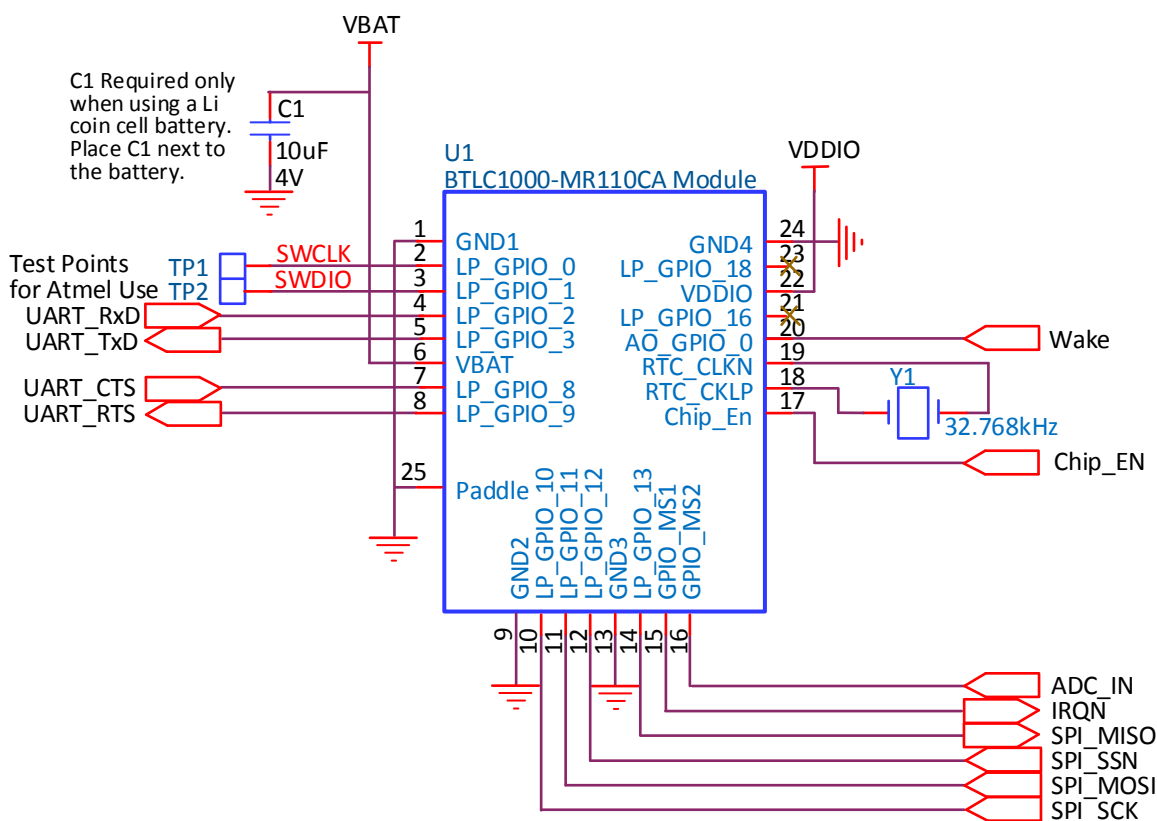 VBAT
C1 Required only
when using a Li
coin cell battery.
Place C1 next to
the battery.
C1
10uF
4V
U1
BTLC1000-MR110CA Module
VDDIO
1
GND1
GND4
24
2
SWCLK
LP_GPIO_0
LP_GPIO_18
23
Test Points
for Atmel Use
TP1
TP2
3
SWDIO
LP_GPIO_1
VDDIO
22
UART_RxD
4
LP_GPIO_2
LP_GPIO_16
21
UART_TxD
5
LP_GPIO_3
AO_GPIO_0
20
Wake
6
VBAT
RTC_CLKN
19
UART_CTS
7
LP_GPIO_8
RTC_CKLP
18
Y1
32.768kHz
UART_RTS
8
LP_GPIO_9
Chip_En
17
Chip_EN
25
Paddle
GND2
LP_GPIO_10
LP_GPIO_11
LP_GPIO_12
GND3
LP_GPIO_13
GPIO_MS1
GPIO_MS2
9
10
11
12
13
14
15
16
ADC_IN
IRQN
SPI_MISO
SPI_SSN
SPI_MOSI
SPI_SCK